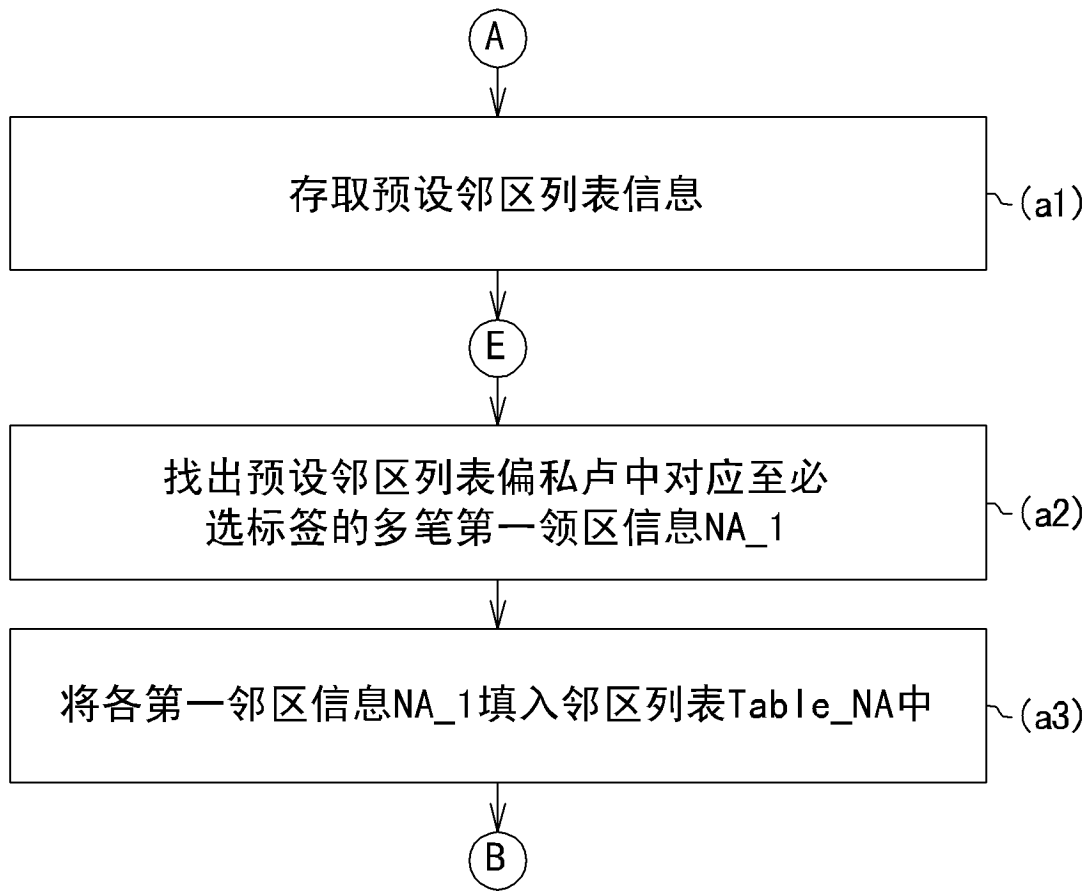 A
存取预设邻区列表信息
(a1)
E
找出预设邻区列表偏私卢中对应至必
选标签的多笔第一领区信息NA_1
(a2)
将各第一邻区信息NA_1填入邻区列表Table_NA中
(a3)
B